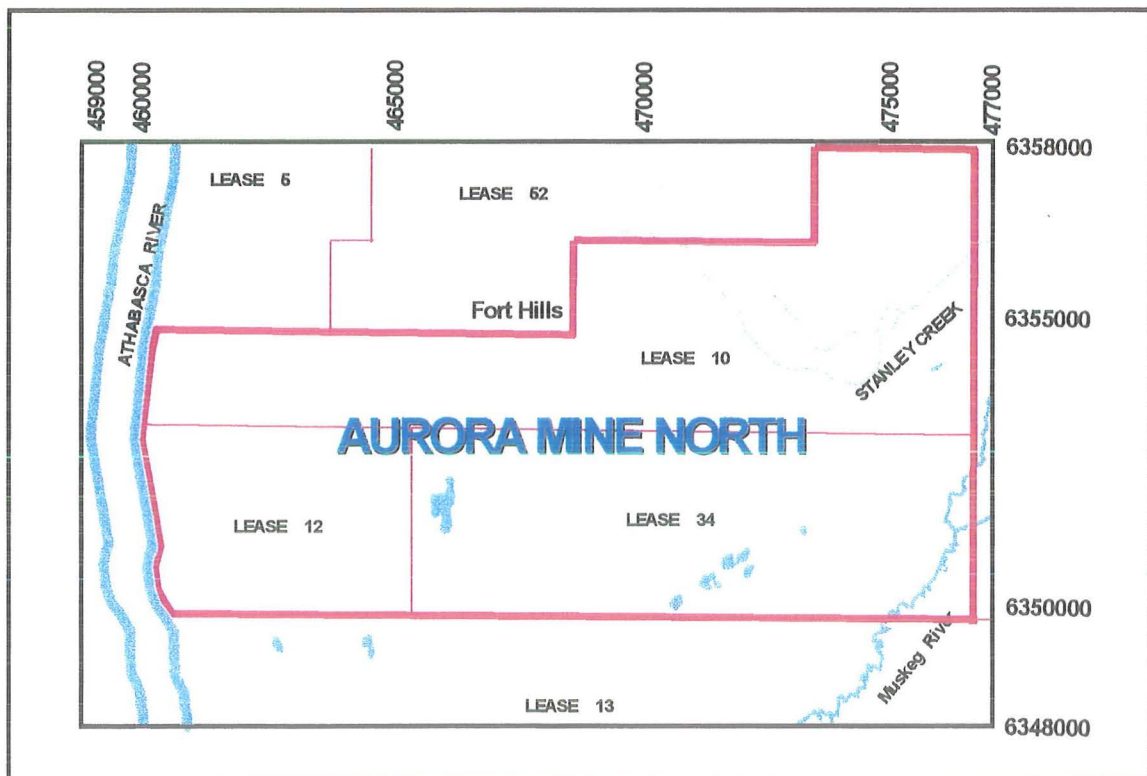 459000
460000
465000
470000
475000
477000
6358000
LEASE 5
LEASE 52
ATHABASCA RIVER
Fort Hills
6355000
LEASE 10
STANLEY CREEK
AURORA MINE NORTH
LEASE 12
LEASE 34
6350000
Muskeg River
LEASE 13
6348000